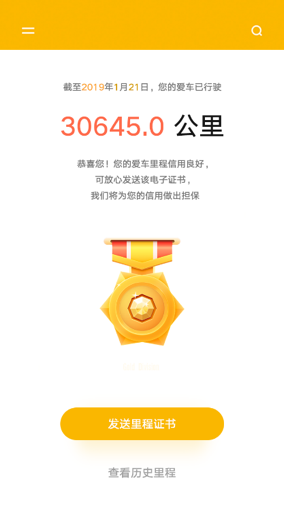 截至2019年1月21日，您的爱车已行驶
30645.0 公里
恭喜您！您的爱车里程信用良好，
可放心发送该电子证书，
我们将为您的信用做出担保
发送里程证书
查看历史里程